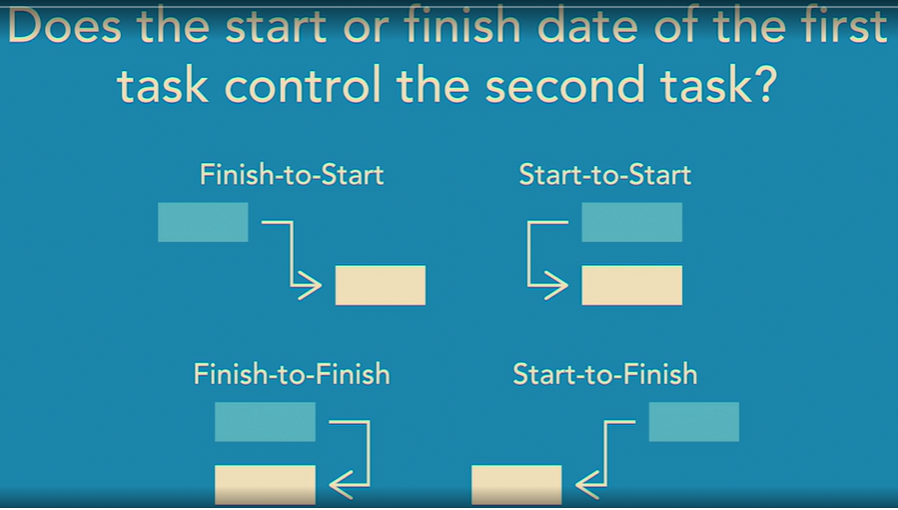 Does the start or finish date of the first
task control the second task?
Finish-to-Start
Start-to-Start
Finish-to-Finish
Start-to-Finish